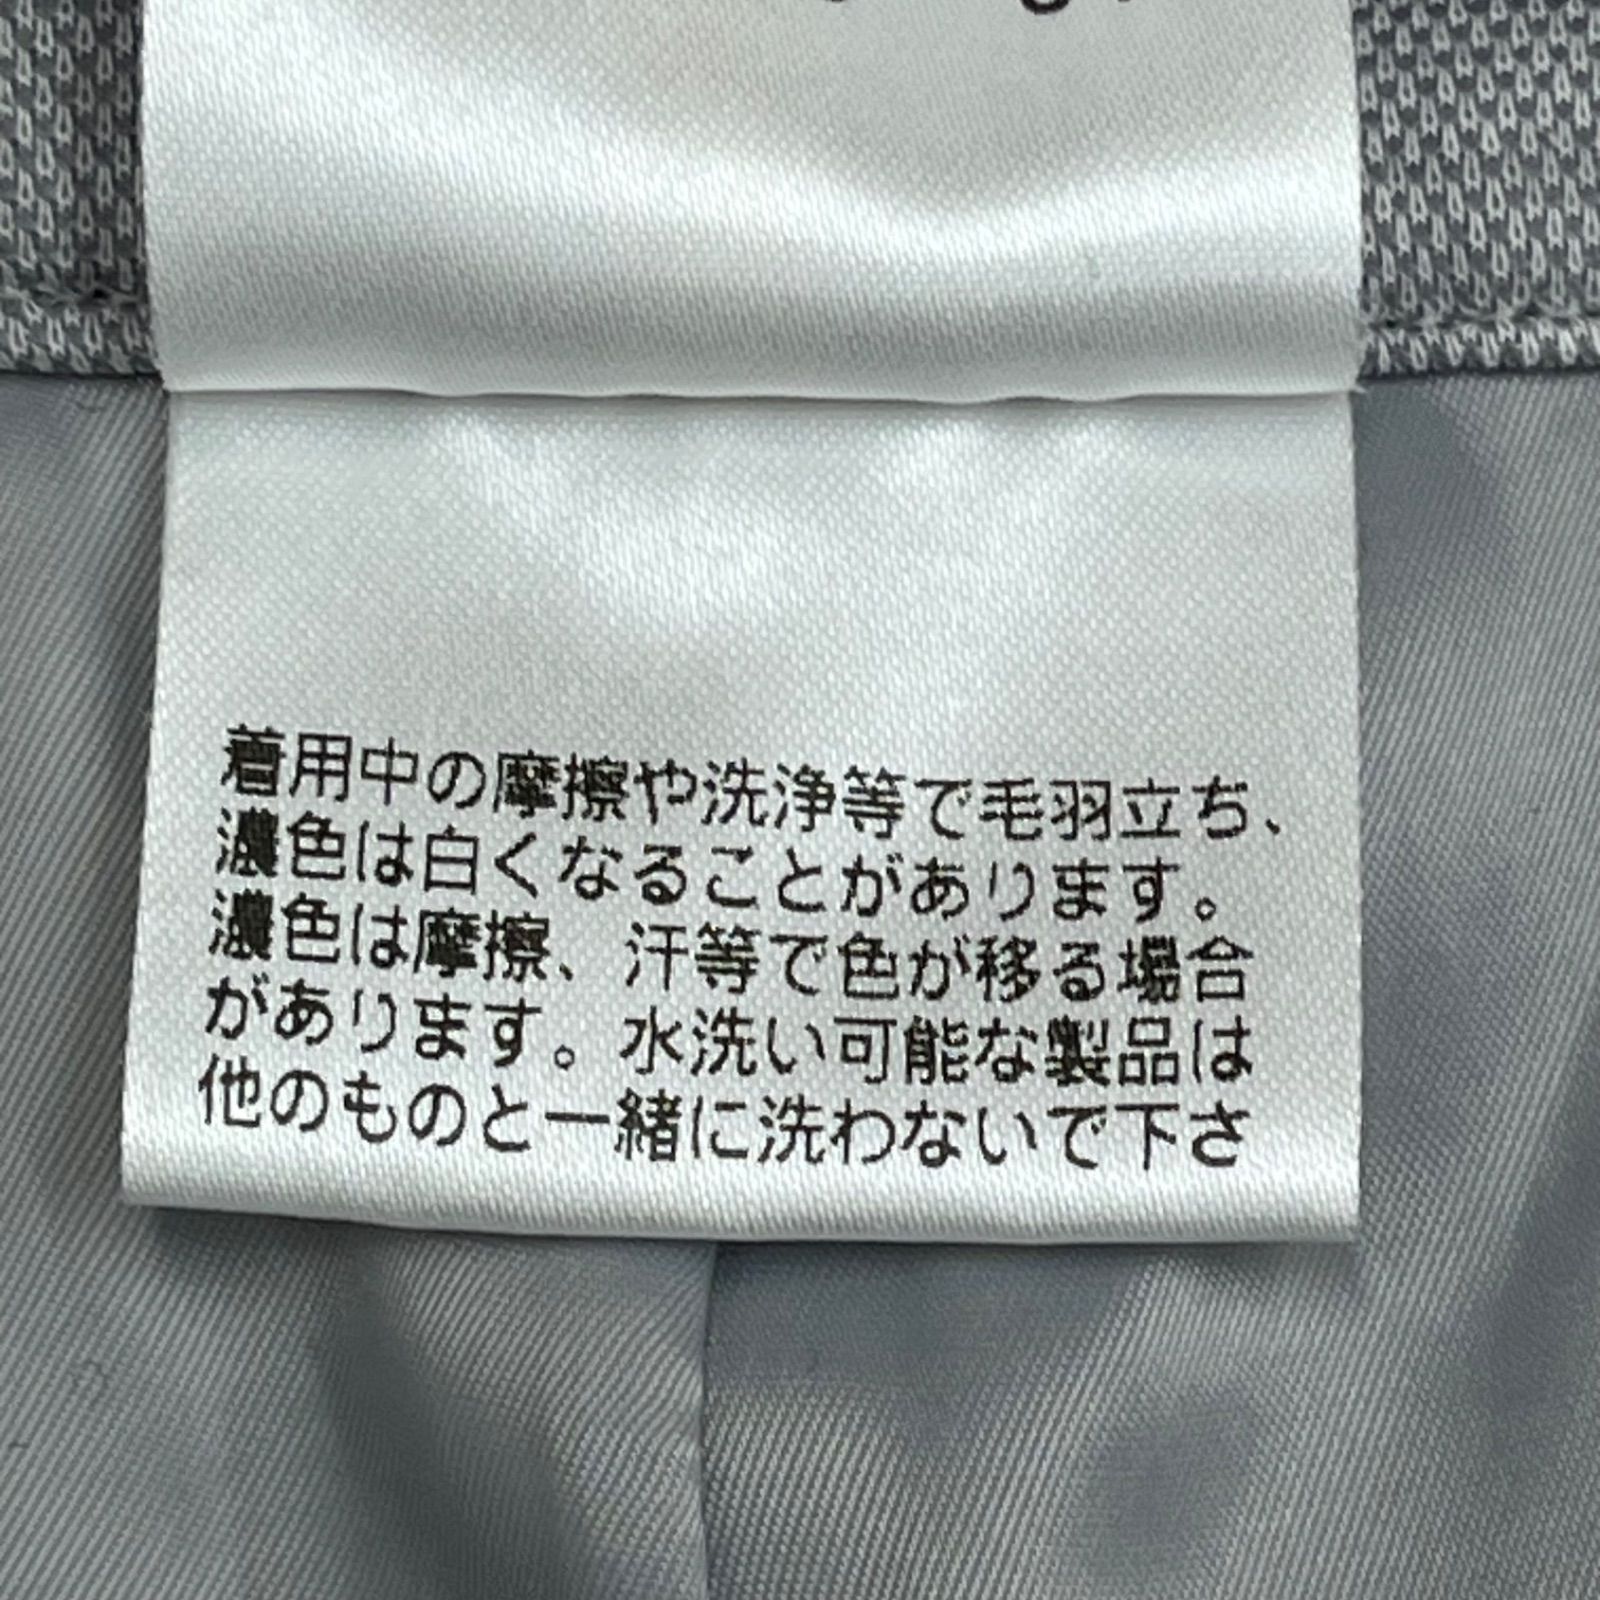 着用中の摩擦や洗浄等で毛羽立ち、
濃色は白くなることがあります。
濃色は摩擦、汗等で色が移る場合
があります。水洗い可能な製品は
他のものと一緒に洗わないで下さ